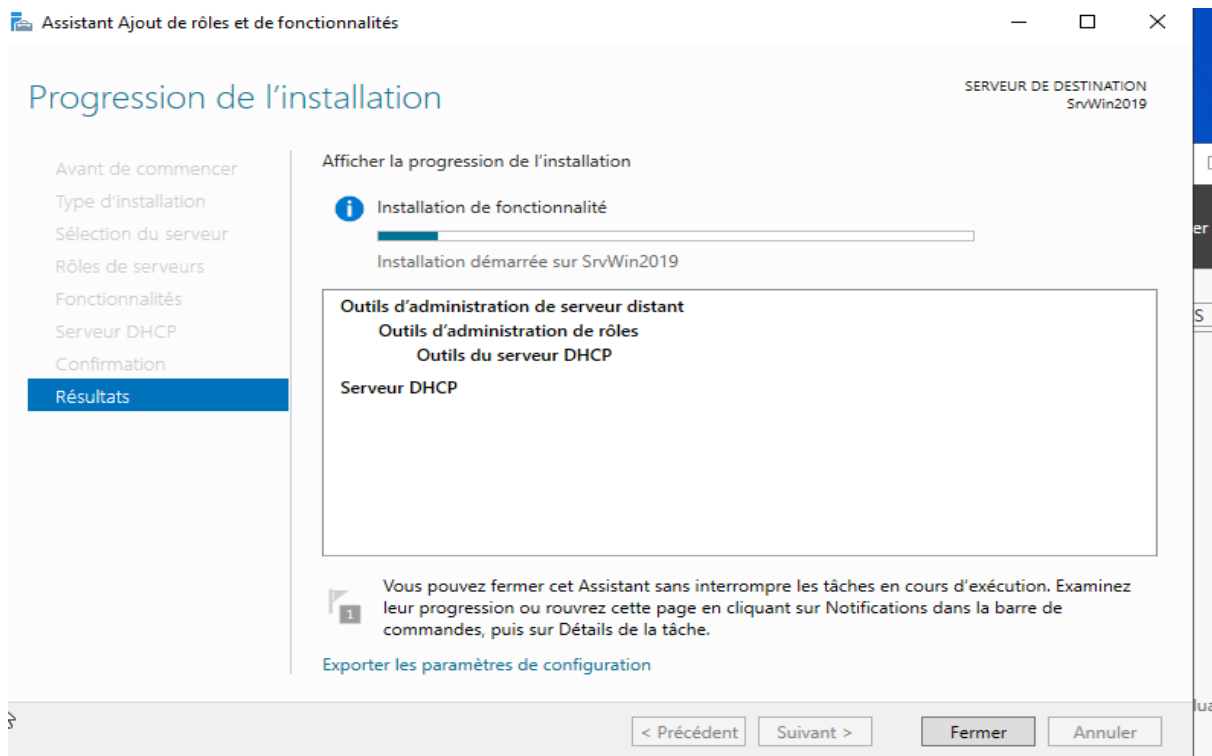 Assistant Ajout de rôles et de fonctionnalités
Progression de l’installation
SERVEUR DE DESTINATION
SrvWin2019
Avant de commencer
Type d’installation
Sélection du serveur
Rôles de serveurs
Fonctionnalités
Serveur DHCP
Confirmation
Résultats
Afficher la progression de l’installation
Installation de fonctionnalité
Installation démarrée sur SrvWin2019
Outils d’administration de serveur distant
Outils d’administration de rôles
Outils du serveur DHCP
Serveur DHCP
1
Vous pouvez fermer cet Assistant sans interrompre les tâches en cours d’exécution. Examinez
leur progression ou rouvrez cette page en cliquant sur Notifications dans la barre de
commandes, puis sur Détails de la tâche.
Exporter les paramètres de configuration
< Précédent
Suivant >
Fermer
Annuler
er
S